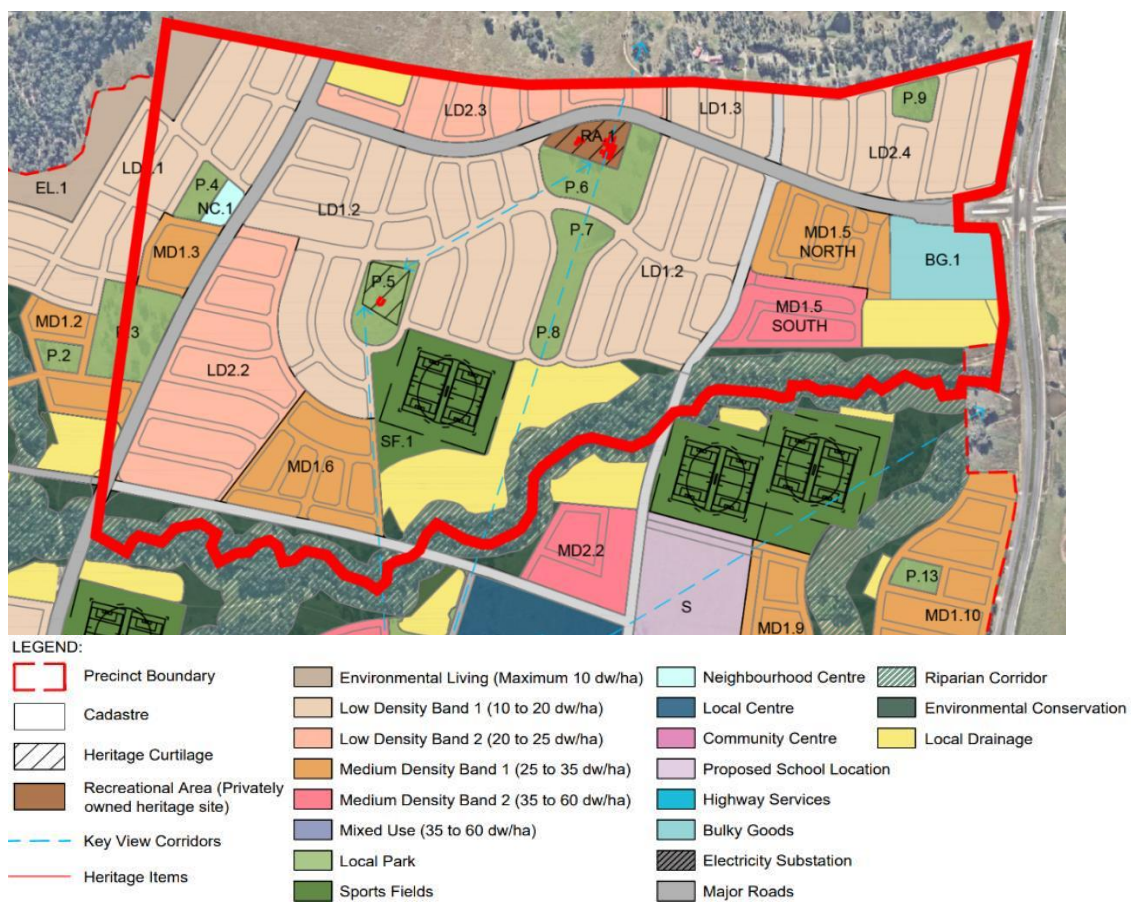 P.9
LD2.3
LD1.3
RA.1
LD2.4
LD1.1
EL.1
P.4
NC.1
LD1.2
P.6
P.7
MD1.3
MD1.5
NORTH
BG.1
P.5
LD1.2
MD1.2
P.3
P.2
P.8
MD1.5
SOUTH
LD2.2
SF.1
MD1.6
MD2.2
P.13
S
MD1.9
MD1.10
LEGEND:
Precinct Boundary
Cadastre
Heritage Curtilage
Recreational Area (Privately
owned heritage site)
Key View Corridors
Heritage Items
Environmental Living (Maximum 10 dw/ha)
Low Density Band 1 (10 to 20 dw/ha)
Low Density Band 2 (20 to 25 dw/ha)
Medium Density Band 1 (25 to 35 dw/ha)
Medium Density Band 2 (35 to 60 dw/ha)
Mixed Use (35 to 60 dw/ha)
Local Park
Sports Fields
Neighbourhood Centre
Local Centre
Community Centre
Proposed School Location
Highway Services
Bulky Goods
Electricity Substation
Major Roads
Riparian Corridor
Environmental Conservation
Local Drainage